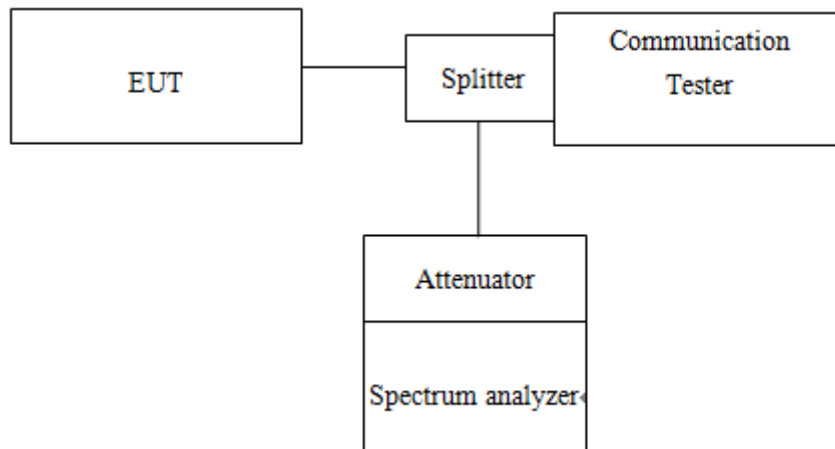 EUT
Splitter
Communication
Tester
Attenuator
Spectrum analyzer